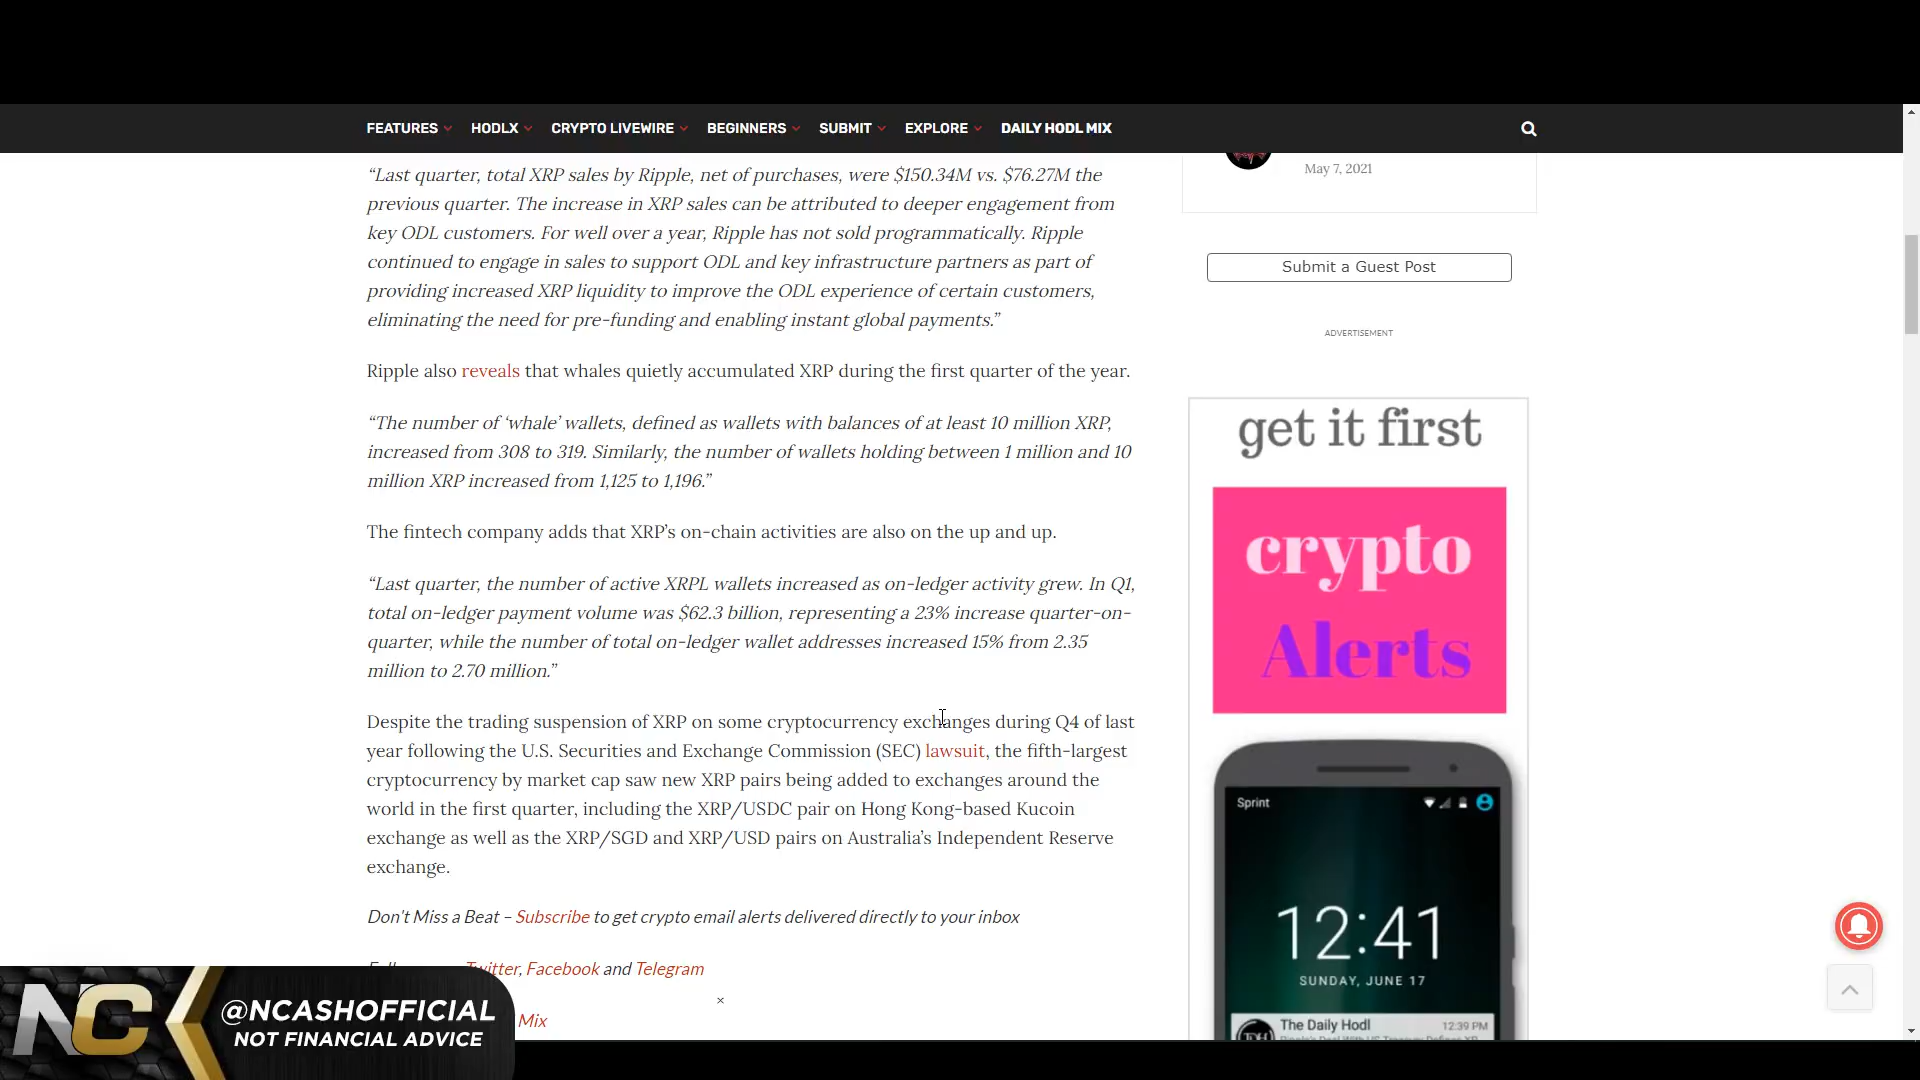 FEATURES HODLX CRYPTO LIVEWIRE BEGINNERS SUBMIT EXPLORE DAILY HODL MIX
“Last quarter, total XRP sales by Ripple, net of purchases, were $150.34M vs. $76.27M the
previous quarter. The increase in XRP sales can be attributed to deeper engagement from
key ODL customers. For well over a year, Ripple has not sold programmatically. Ripple
continued to engage in sales to support ODL and key infrastructure partners as part of
providing increased XRP liquidity to improve the ODL experience of certain customers,
eliminating the need for pre-funding and enabling instant global payments.”
Ripple also reveals that whales quietly accumulated XRP during the first quarter of the year.
“The number of ‘whale’ wallets, defined as wallets with balances of at least 10 million XRP,
increased from 308 to 319. Similarly, the number of wallets holding between 1 million and 10
million XRP increased from 1,125 to 1,196.”
The fintech company adds that XRP’s on-chain activities are also on the up and up.
“Last quarter, the number of active XRPL wallets increased as on-ledger activity grew. In Q1,
total on-ledger payment volume was $62.3 billion, representing a 23% increase quarter-on-
quarter, while the number of total on-ledger wallet addresses increased 15% from 2.35
million to 2.70 million.”
Despite the trading suspension of XRP on some cryptocurrency exchanges during Q4 of last
year following the U.S. Securities and Exchange Commission (SEC) lawsuit, the fifth-largest
cryptocurrency by market cap saw new XRP pairs being added to exchanges around the
world in the first quarter, including the XRP/USDC pair on Hong Kong-based Kucoin
exchange as well as the XRP/SGD and XRP/USD pairs on Australia’s Independent Reserve
exchange.
Don’t Miss a Beat – Subscribe to get crypto email alerts delivered directly to your inbox
Twitter, Facebook and Telegram
Mix
May 7, 2021
Submit a Guest Post
ADVERTISEMENT
get it first
crypto
Alerts
Sprint
12:41
SUNDAY, JUNE 17
The Daily Hodl 12:39 PM
NC
@NCASHOFFICIAL
NOT FINANCIAL ADVICE